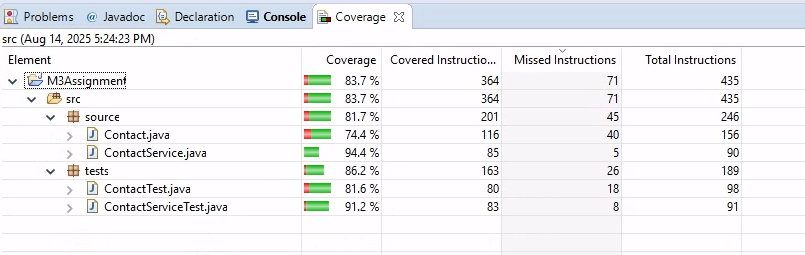 Problems @ Javadoc Declaration Console Coverage
src (Aug 14, 2025 5:24:23 PM)
Element Coverage Covered Instructio... Missed Instructions Total Instructions
M3Assignment 83.7 % 364 71 435
src 83.7 % 364 71 435
source 81.7 % 201 45 246
Contact.java 74.4 % 116 40 156
ContactService.java 94.4 % 85 5 90
tests 86.2 % 163 26 189
ContactTest.java 81.6 % 80 18 98
ContactServiceTest.java 91.2 % 83 8 91